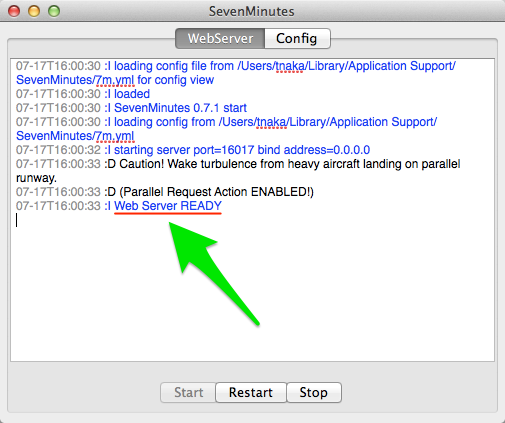 SevenMinutes
WebServer Config
07-17T16:00:30 :I loading config file from /Users/tnaka/Library/Application Support/
SevenMinutes/7m.yml for config view
07-17T16:00:30 :I loaded
07-17T16:00:30 :I SevenMinutes 0.7.1 start
07-17T16:00:30 :I loading config from /Users/tnaka/Library/Application Support/
SevenMinutes/7m.yml
07-17T16:00:32 :I starting server port=16017 bind address=0.0.0.0
07-17T16:00:33 :D Caution! Wake turbulence from heavy aircraft landing on parallel
runway.
07-17T16:00:33 :D (Parallel Request Action ENABLED!)
07-17T16:00:33 :I Web Server READY
Start Restart Stop